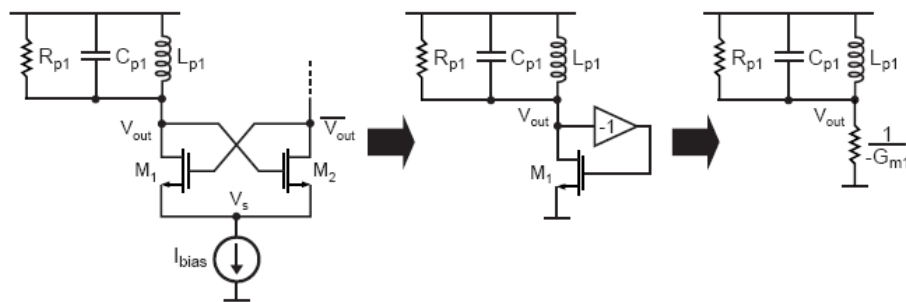 R_p1 C_p1 L_p1
V_out V̅_out̅
M_1 M_2
V_s
I_bias
R_p1 C_p1 L_p1
V_out -1
M_1
R_p1 C_p1 L_p1
V_out
1
-G_m1